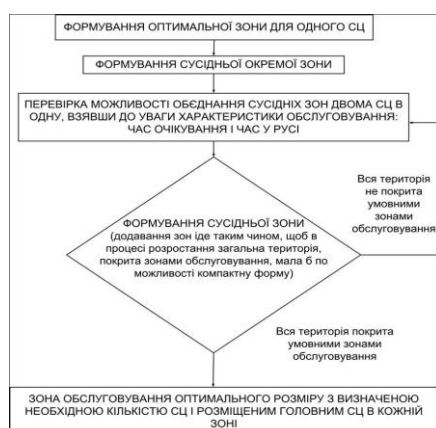 ФОРМУВАННЯ ОПТИМАЛЬНОЇ ЗОНИ ДЛЯ ОДНОГО СЦ
ФОРМУВАННЯ СУСІДНЬОЇ ОКРЕМОЇ ЗОНИ
ПЕРЕВІРКА МОЖЛИВОСТІ ОБЄДНАННЯ СУСІДНІХ ЗОН ДВОМА СЦ В
ОДНУ, ВЗЯВШИ ДО УВАГИ ХАРАКТЕРИСТИКИ ОБСЛУГОВУВАННЯ:
ЧАС ОЧІКУВАННЯ І ЧАС У РУСІ
Вся територія
не покрита
умовними
зонами
обслуговування
ФОРМУВАННЯ СУСІДНЬОЇ ЗОНИ
(додавання зон іде таким чином, щоб в
процесі розростання загальна територія,
покрита зонами обслуговування, мала б по
можливості компактну форму)
Вся територія покрита
умовними зонами
обслуговування
ЗОНА ОБСЛУГОВУВАННЯ ОПТИМАЛЬНОГО РОЗМІРУ З ВИЗНАЧЕНОЮ
НЕОБХІДНОЮ КІЛЬКІСТЮ СЦ І РОЗМІЩЕНИМ ГОЛОВНИМ СЦ В КОЖНІЙ
ЗОНІ